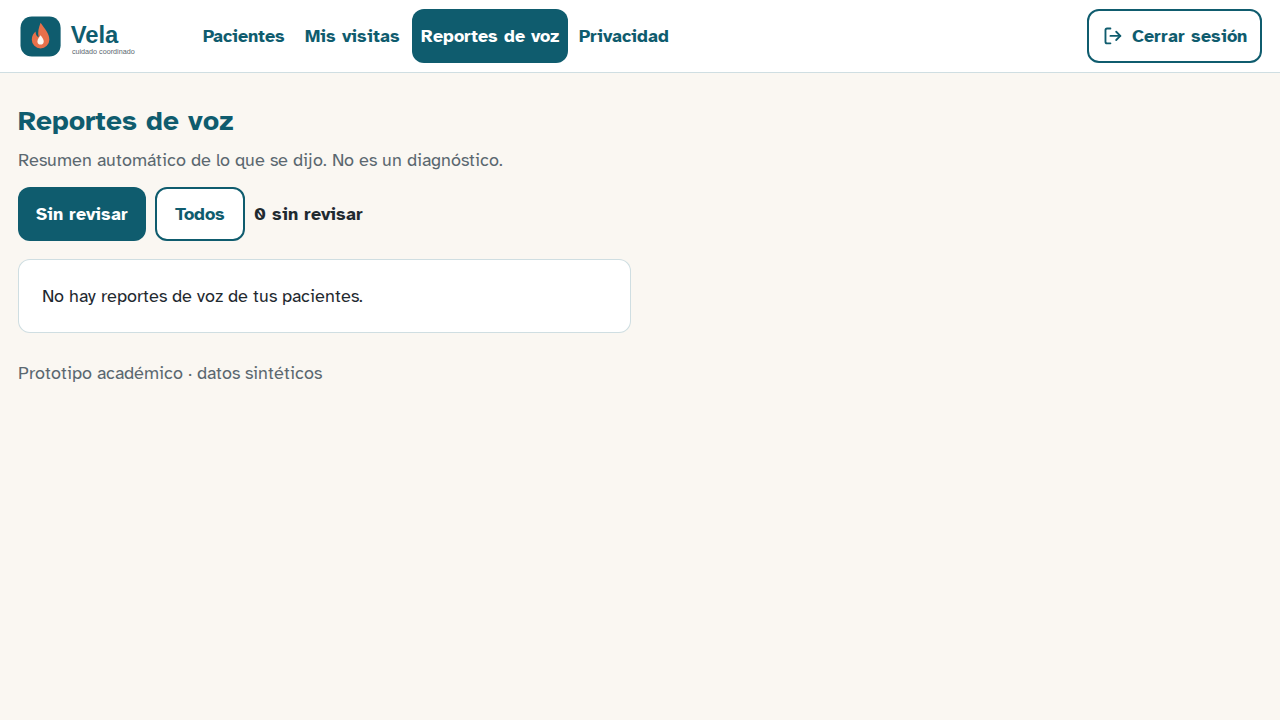 Vela
cuidado coordinado
Pacientes
Mis visitas
Reportes de voz
Privacidad
Cerrar sesión
Reportes de voz
Resumen automático de lo que se dijo. No es un diagnóstico.
Sin revisar
Todos
0 sin revisar
No hay reportes de voz de tus pacientes.
Prototipo académico · datos sintéticos